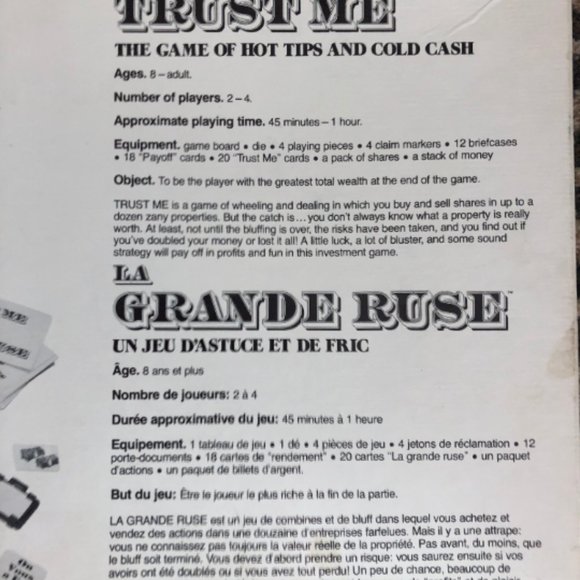 TRUST ME
THE GAME OF HOT TIPS AND COLD CASH
Ages. 8 – adult.
Number of players. 2 – 4.
Approximate playing time. 45 minutes – 1 hour.
Equipment. game board • die • 4 playing pieces • 4 claim markers • 12 briefcases
• 18 "Payoff" cards • 20 "Trust Me" cards • a pack of shares • a stack of money
Object. To be the player with the greatest total wealth at the end of the game.
TRUST ME is a game of wheeling and dealing in which you buy and sell shares in up to a
dozen zany properties. But the catch is...you don't always know what a property is really
worth. At least, not until the bluffing is over, the risks have been taken, and you find out if
you've doubled your money or lost it all! A little luck, a lot of bluster, and some sound
strategy will pay off in profits and fun in this investment game.
LA
GRANDE RUSE™
UN JEU D'ASTUCE ET DE FRIC
Âge. 8 ans et plus
Nombre de joueurs: 2 à 4
Durée approximative du jeu: 45 minutes à 1 heure
Equipement. 1 tableau de jeu • 1 dé • 4 pièces de jeu • 4 jetons de réclamation • 12
porte-documents • 18 cartes de "rendement" • 20 cartes "La grande ruse" • un paquet
d'actions • un paquet de billets d'argent.
But du jeu: Être le joueur le plus riche à la fin de la partie.
LA GRANDE RUSE est un jeu de combines et de bluff dans lequel vous achetez et
vendez des actions dans une douzaine d'entreprises farfelues. Mais il y a une attrape:
vous ne connaissez pas toujours la valeur réelle de la propriété. Pas avant, du moins, que
le bluff soit terminé. Vous devez d'abord prendre un risque: vous saurez ensuite si vos
avoirs ont été doublés ou si vous avez tout perdu! Un peu de chance, beaucoup de
ME
RUSE